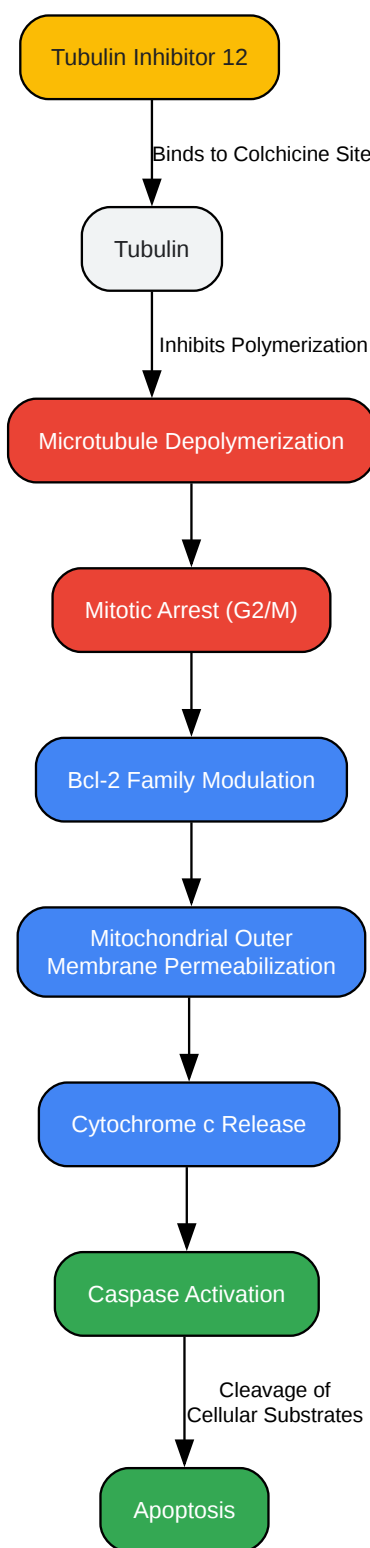 Tubulin Inhibitor 12
Binds to Colchicine Site
Tubulin
Inhibits Polymerization
Microtubule Depolymerization
Mitotic Arrest (G2/M)
Bcl-2 Family Modulation
Mitochondrial Outer
Membrane Permeabilization
Cytochrome c Release
Caspase Activation
Cleavage of
Cellular Substrates
Apoptosis